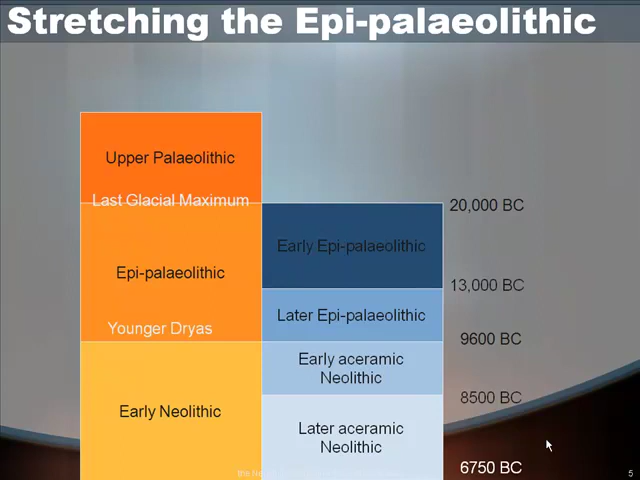 Stretching the Epi-palaeolithic
Upper Palaeolithic
Last Glacial Maximum
20,000 BC
Early Epi-palaeolithic
Epi-palaeolithic
13,000 BC
Later Epi-palaeolithic
Younger Dryas
9600 BC
Early aceramic
Neolithic
8500 BC
Early Neolithic
Later aceramic
Neolithic
6750 BC
5